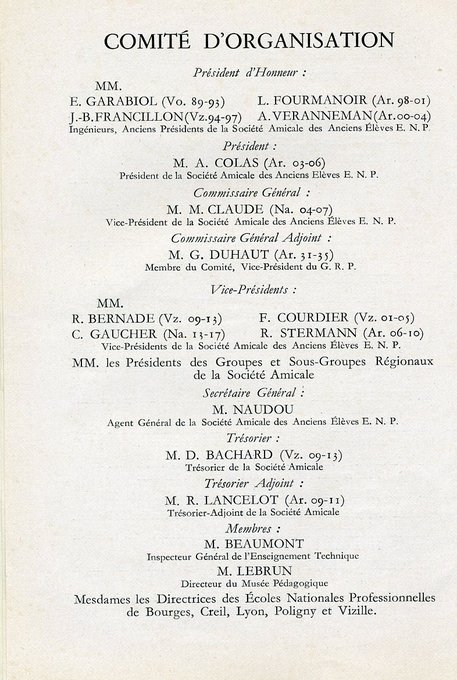 COMITÉ D'ORGANISATION
Président d'Honneur :
MM.
E. GARABIOL (Vo. 89-93) L. FOURMANOIR (Ar. 98-01)
J.-B. FRANCILLON (Vz. 94-97) A. VERANNEMAN (Ar. 00-04)
Ingénieurs, Anciens Présidents de la Société Amicale des Anciens Élèves E. N. P.
Président :
M. A. COLAS (Ar. 03-06)
Président de la Société Amicale des Anciens Elèves E. N. P.
Commissaire Général :
M. M. CLAUDE (Na. 04-07)
Vice-Président de la Société Amicale des Anciens Élèves E. N. P.
Commissaire Général Adjoint :
M. G. DUHAUT (Ar. 31-35)
Membre du Comité, Vice-Président du G. R. P.
Vice-Présidents :
MM.
R. BERNADE (Vz. 09-13) F. COURDIER (Vz. 01-05)
C. GAUCHER (Na. 13-17) R. STERMANN (Ar. 06-10)
Vice-Présidents de la Société Amicale des Anciens Élèves E. N. P.
MM. les Présidents des Groupes et Sous-Groupes Régionaux
de la Société Amicale
Secrétaire Général :
M. NAUDOU
Agent Général de la Société Amicale des Anciens Élèves E. N. P.
Trésorier :
M. D. BACHARD (Vz. 09-13)
Trésorier de la Société Amicale
Trésorier Adjoint :
M. R. LANCELOT (Ar. 09-11)
Trésorier-Adjoint de la Société Amicale
Membres :
M. BEAUMONT
Inspecteur Général de l'Enseignement Technique
M. LEBRUN
Directeur du Musée Pédagogique
Mesdames les Directrices des Écoles Nationales Professionnelles
de Bourges, Creil, Lyon, Poligny et Vizille.